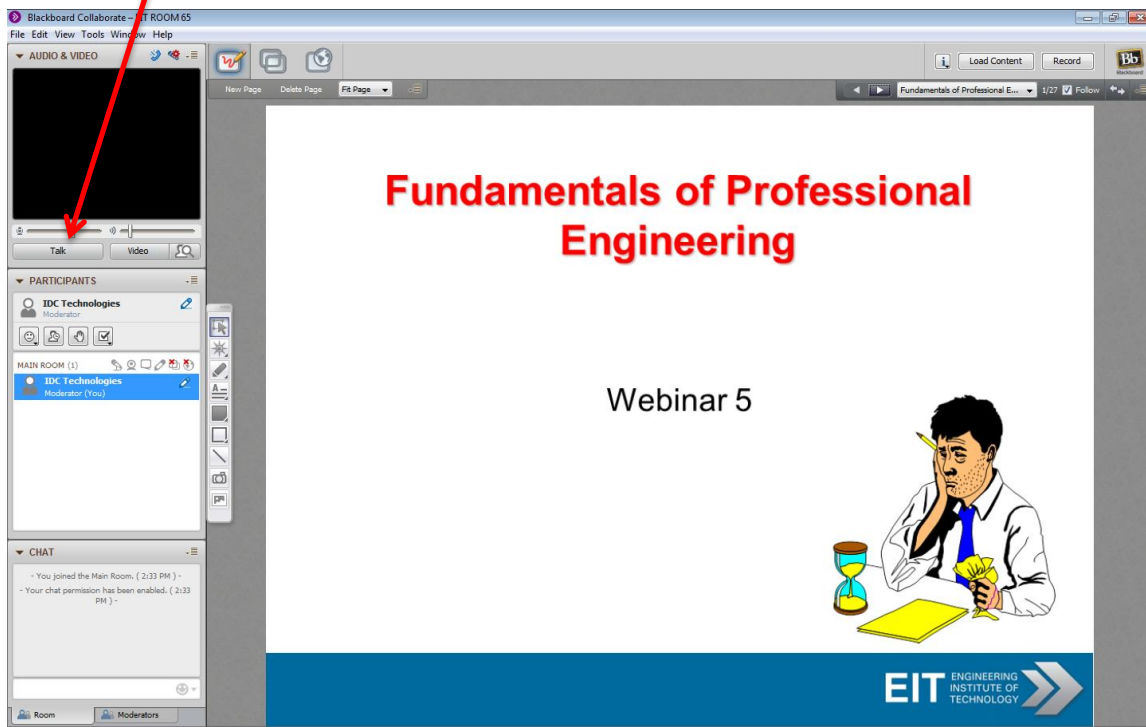 Blackboard Collaborate – EIT ROOM 65
File Edit View Tools Window Help
AUDIO & VIDEO
Load Content
Record
Bb
Blackboard
New Page
Delete Page
Fit Page
Fundamentals of Professional E...
1/27
Follow
Talk
Video
PARTICIPANTS
IDC Technologies
Moderator
MAIN ROOM (1)
IDC Technologies
Moderator (You)
CHAT
- You joined the Main Room. ( 2:33 PM ) -
- Your chat permission has been enabled. ( 2:33
PM ) -
Room
Moderators
Fundamentals of Professional
Engineering
Webinar 5
EIT ENGINEERING
INSTITUTE OF
TECHNOLOGY